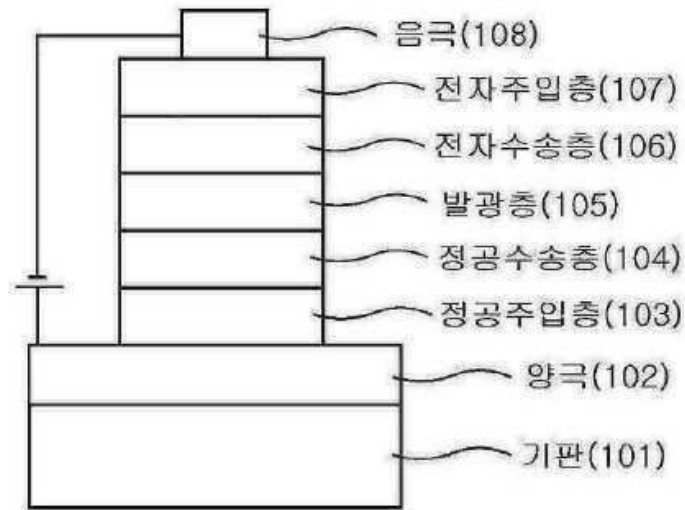 음극(108)
전자주입층(107)
전자수송층(106)
발광층(105)
정공수송층(104)
정공주입층(103)
양극(102)
기판(101)